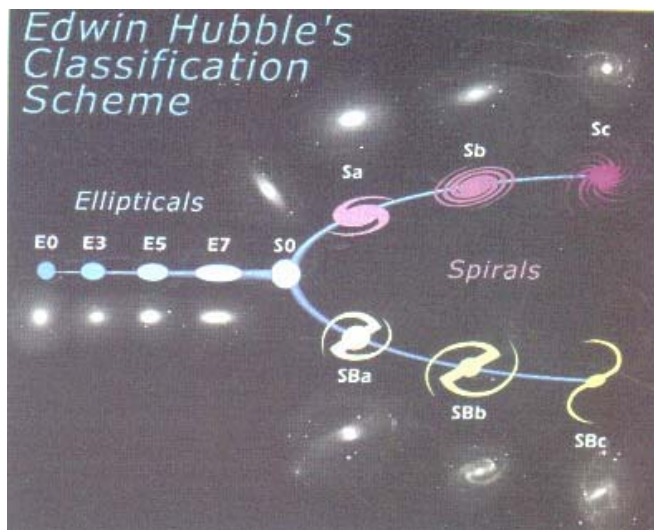 Edwin Hubble's
Classification
Scheme
Ellipticals
E0 E3 E5 E7 S0
Sa
Sb
Sc
Spirals
SBa
SBb
SBc